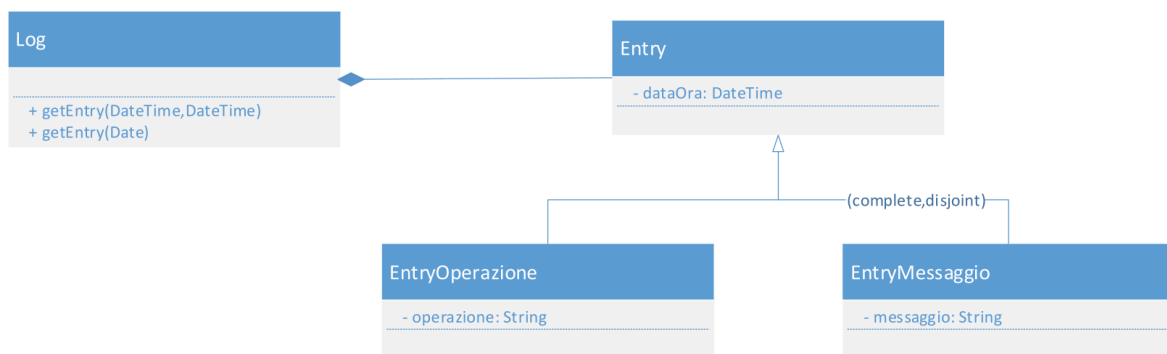 Log
+ getEntry(DateTime,DateTime)
+ getEntry(Date)
Entry
- dataOra: DateTime
(complete,disjoint)
EntryOperazione
- operazione: String
EntryMessaggio
- messaggio: String